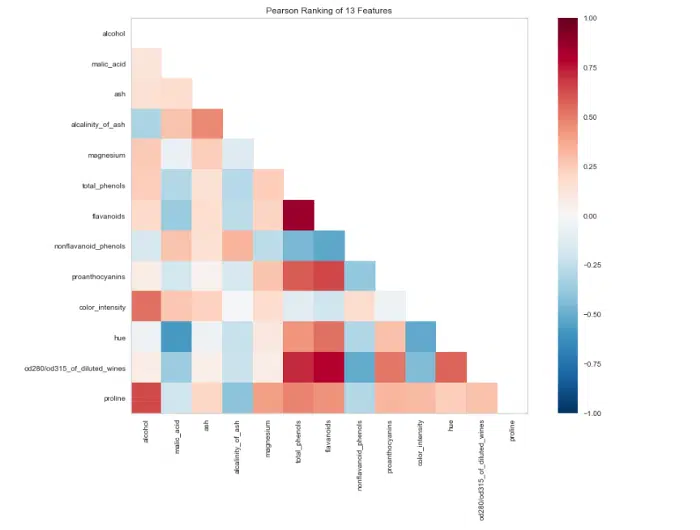 Pearson Ranking of 13 Features
alcohol
malic_acid
ash
alcalinity_of_ash
magnesium
total_phenols
flavanoids
nonflavanoid_phenols
proanthocyanins
color_intensity
hue
od280/od315_of_diluted_wines
proline
alcohol
malic_acid
ash
alcalinity_of_ash
magnesium
total_phenols
flavanoids
nonflavanoid_phenols
proanthocyanins
color_intensity
hue
od280/od315_of_diluted_wines
proline
1.00
0.75
0.50
0.25
0.00
−0.25
−0.50
−0.75
−1.00